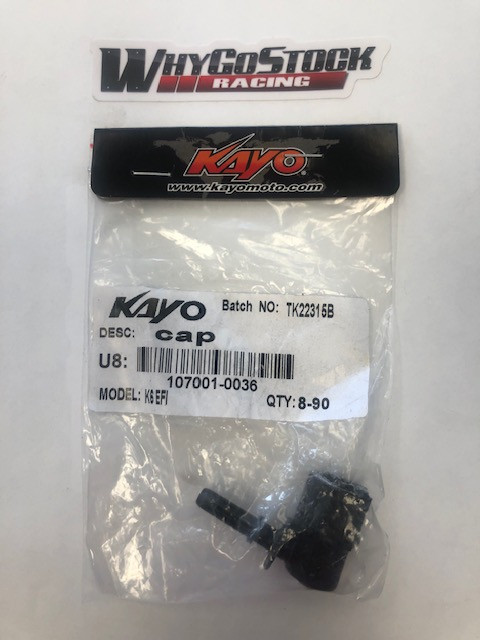 WhyGoStock
RACING
KAYO
www.kayomoto.com
KAYO Batch NO: TK22315B
DESC: cap
U8:
107001-0036
MODEL: K6 EFI QTY: 8-90